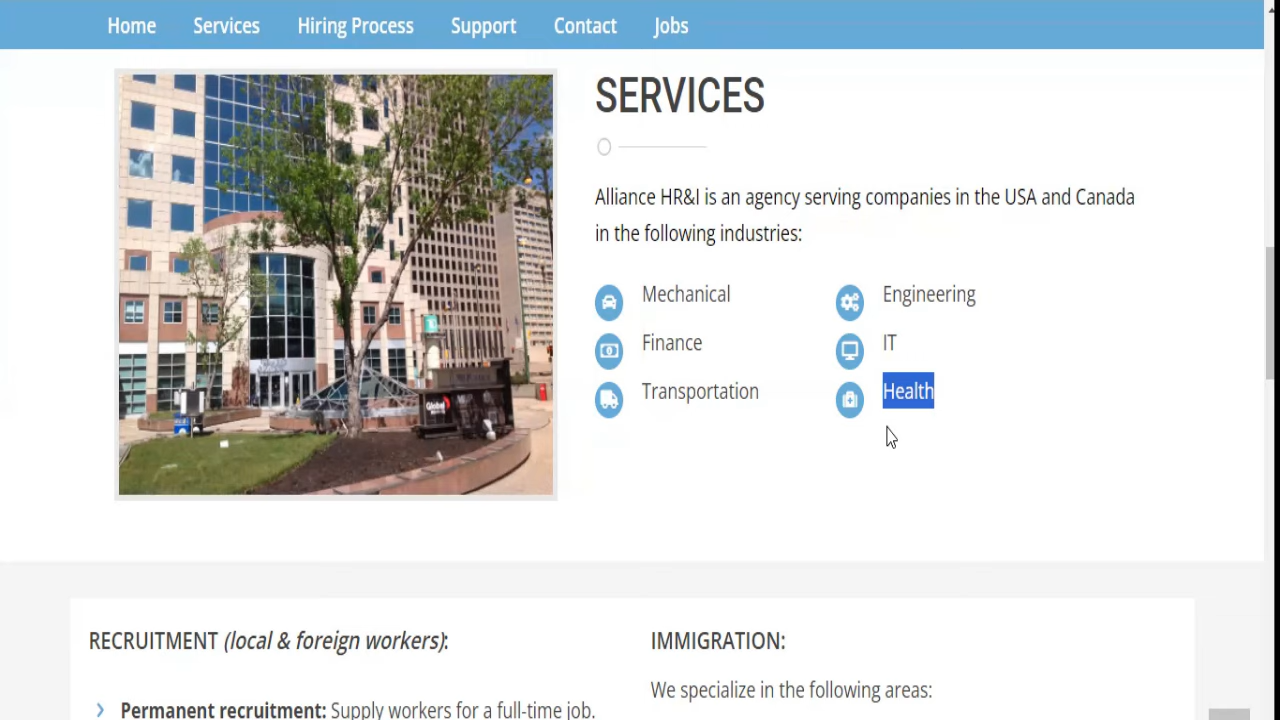 Home Services Hiring Process Support Contact Jobs
SERVICES
Alliance HR&I is an agency serving companies in the USA and Canada
in the following industries:
Mechanical Engineering
Finance IT
Transportation Health
Global
RECRUITMENT (local & foreign workers): IMMIGRATION:
We specialize in the following areas:
Permanent recruitment: Supply workers for a full-time job.